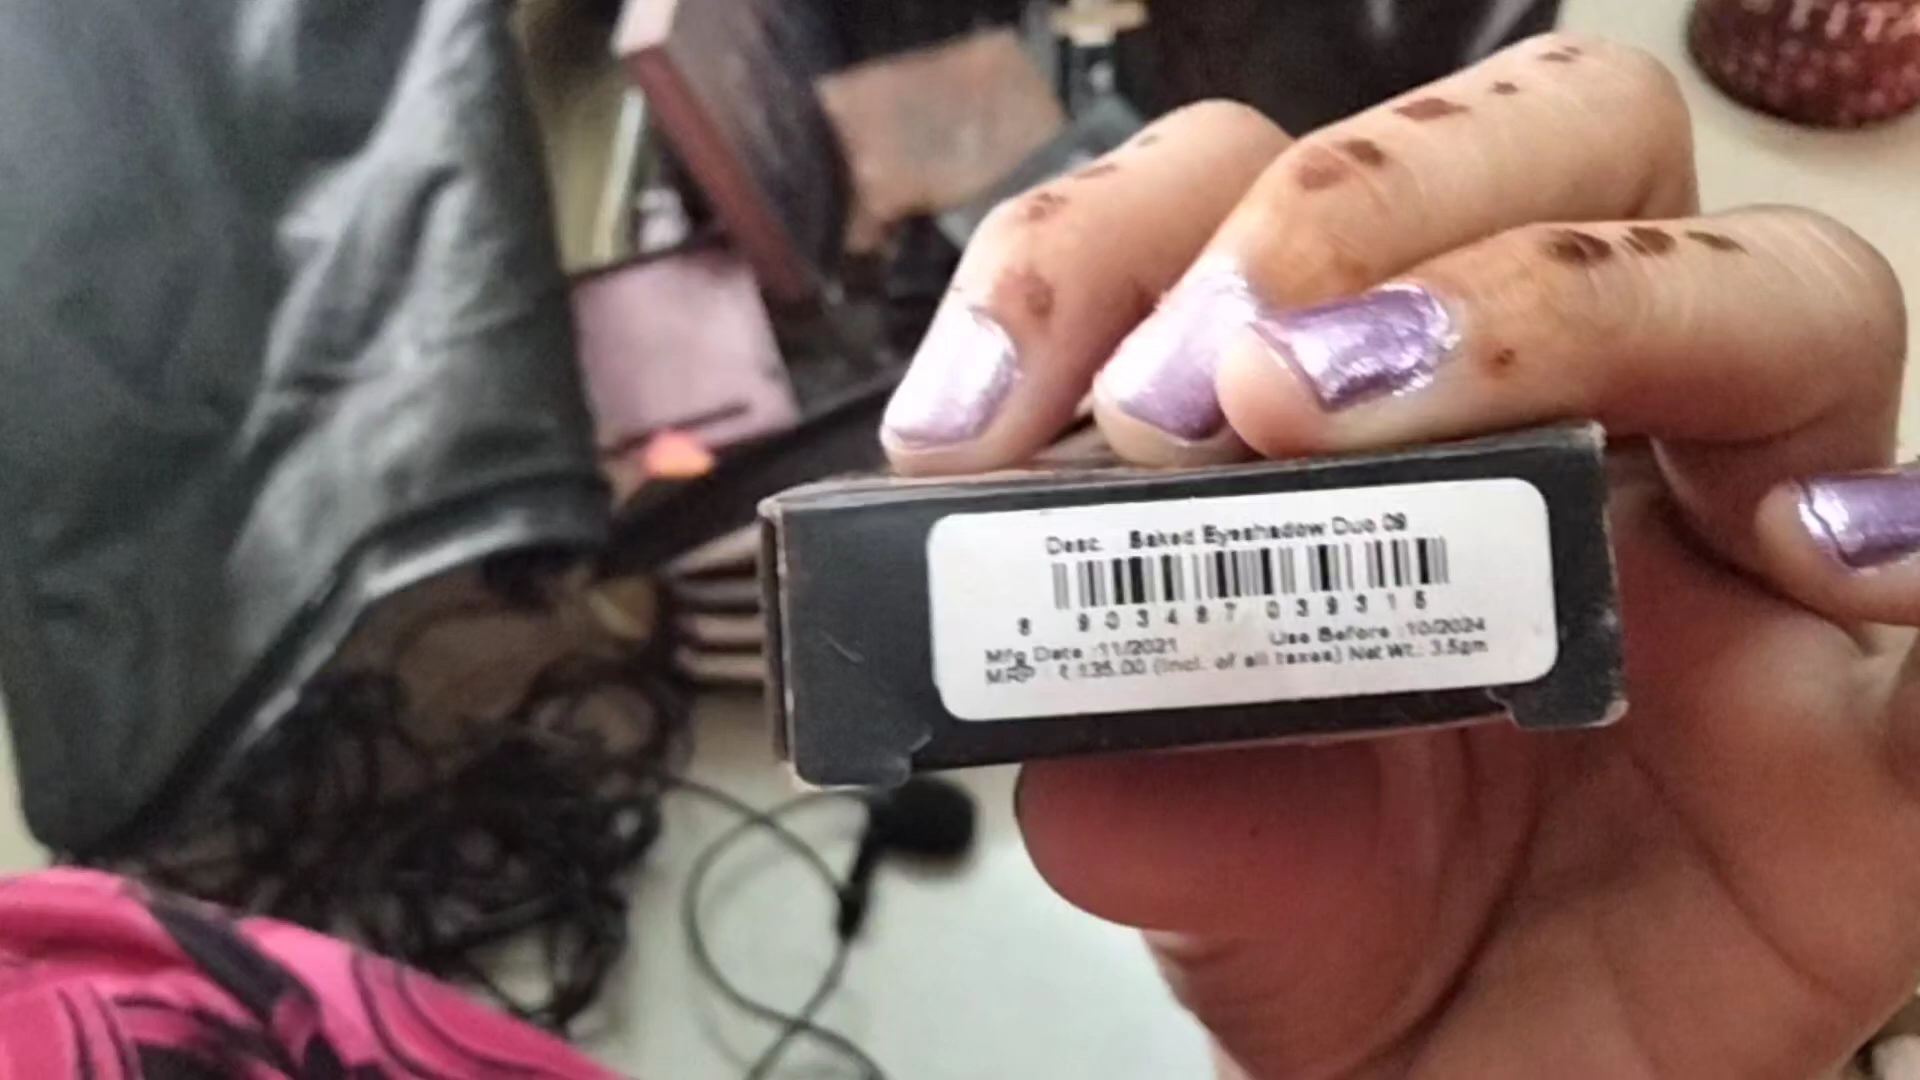 TITA
Desc. Baked Eyeshadow Duo 09
8 903487 039315
Mfg Date :11/2021 Use Before :10/2024
MRP : ₹ 135.00 (Incl. of all taxes) Net Wt.: 3.5gm